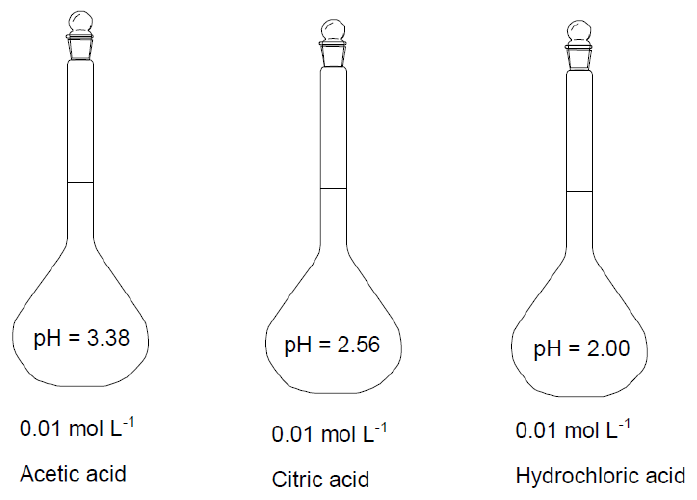 pH = 3.38
pH = 2.56
pH = 2.00
0.01 mol L⁻¹
0.01 mol L⁻¹
0.01 mol L⁻¹
Acetic acid
Citric acid
Hydrochloric acid